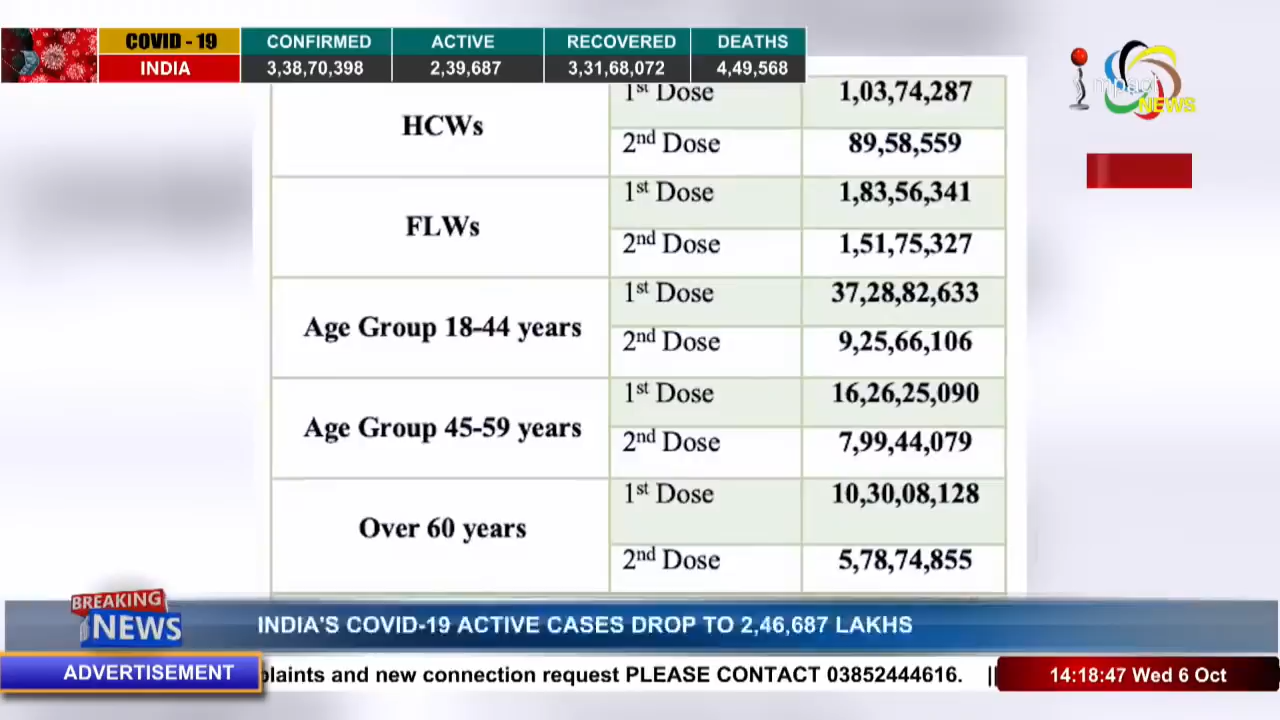 COVID - 19
INDIA
CONFIRMED ACTIVE RECOVERED DEATHS
3,38,70,398 2,39,687 3,31,68,072 4,49,568
impact
NEWS
HCWs
1st Dose 1,03,74,287
2nd Dose 89,58,559
FLWs
1st Dose 1,83,56,341
2nd Dose 1,51,75,327
Age Group 18-44 years
1st Dose 37,28,82,633
2nd Dose 9,25,66,106
Age Group 45-59 years
1st Dose 16,26,25,090
2nd Dose 7,99,44,079
Over 60 years
1st Dose 10,30,08,128
2nd Dose 5,78,74,855
BREAKING
NEWS
INDIA'S COVID-19 ACTIVE CASES DROP TO 2,46,687 LAKHS
ADVERTISEMENT
plaints and new connection request PLEASE CONTACT 03852444616. ||
14:18:47 Wed 6 Oct